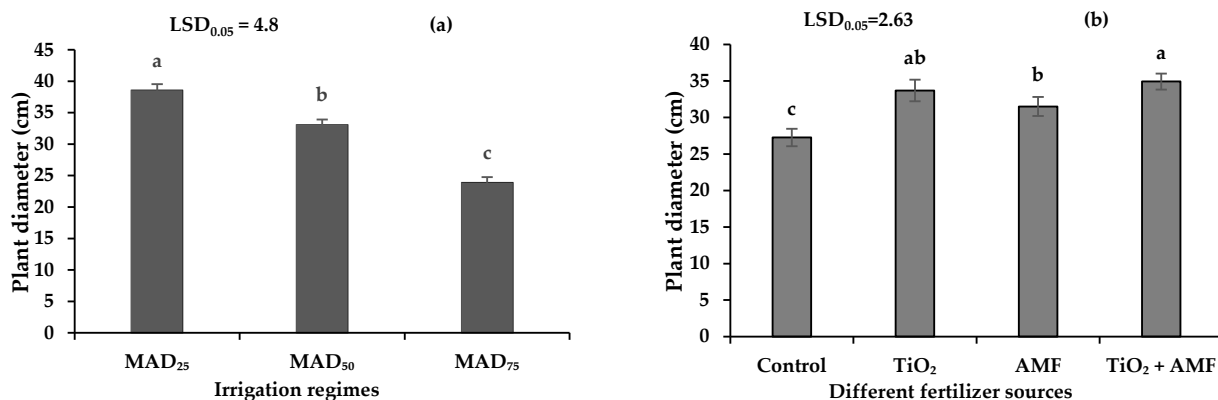 LSD0.05 = 4.8 (a)
Plant diameter (cm)
45
40
35
30
25
20
15
10
5
0
a
b
c
MAD25 MAD50 MAD75
Irrigation regimes
LSD0.05=2.63 (b)
Plant diameter (cm)
40
35
30
25
20
15
10
5
0
c
ab
b
a
Control TiO2 AMF TiO2 + AMF
Different fertilizer sources